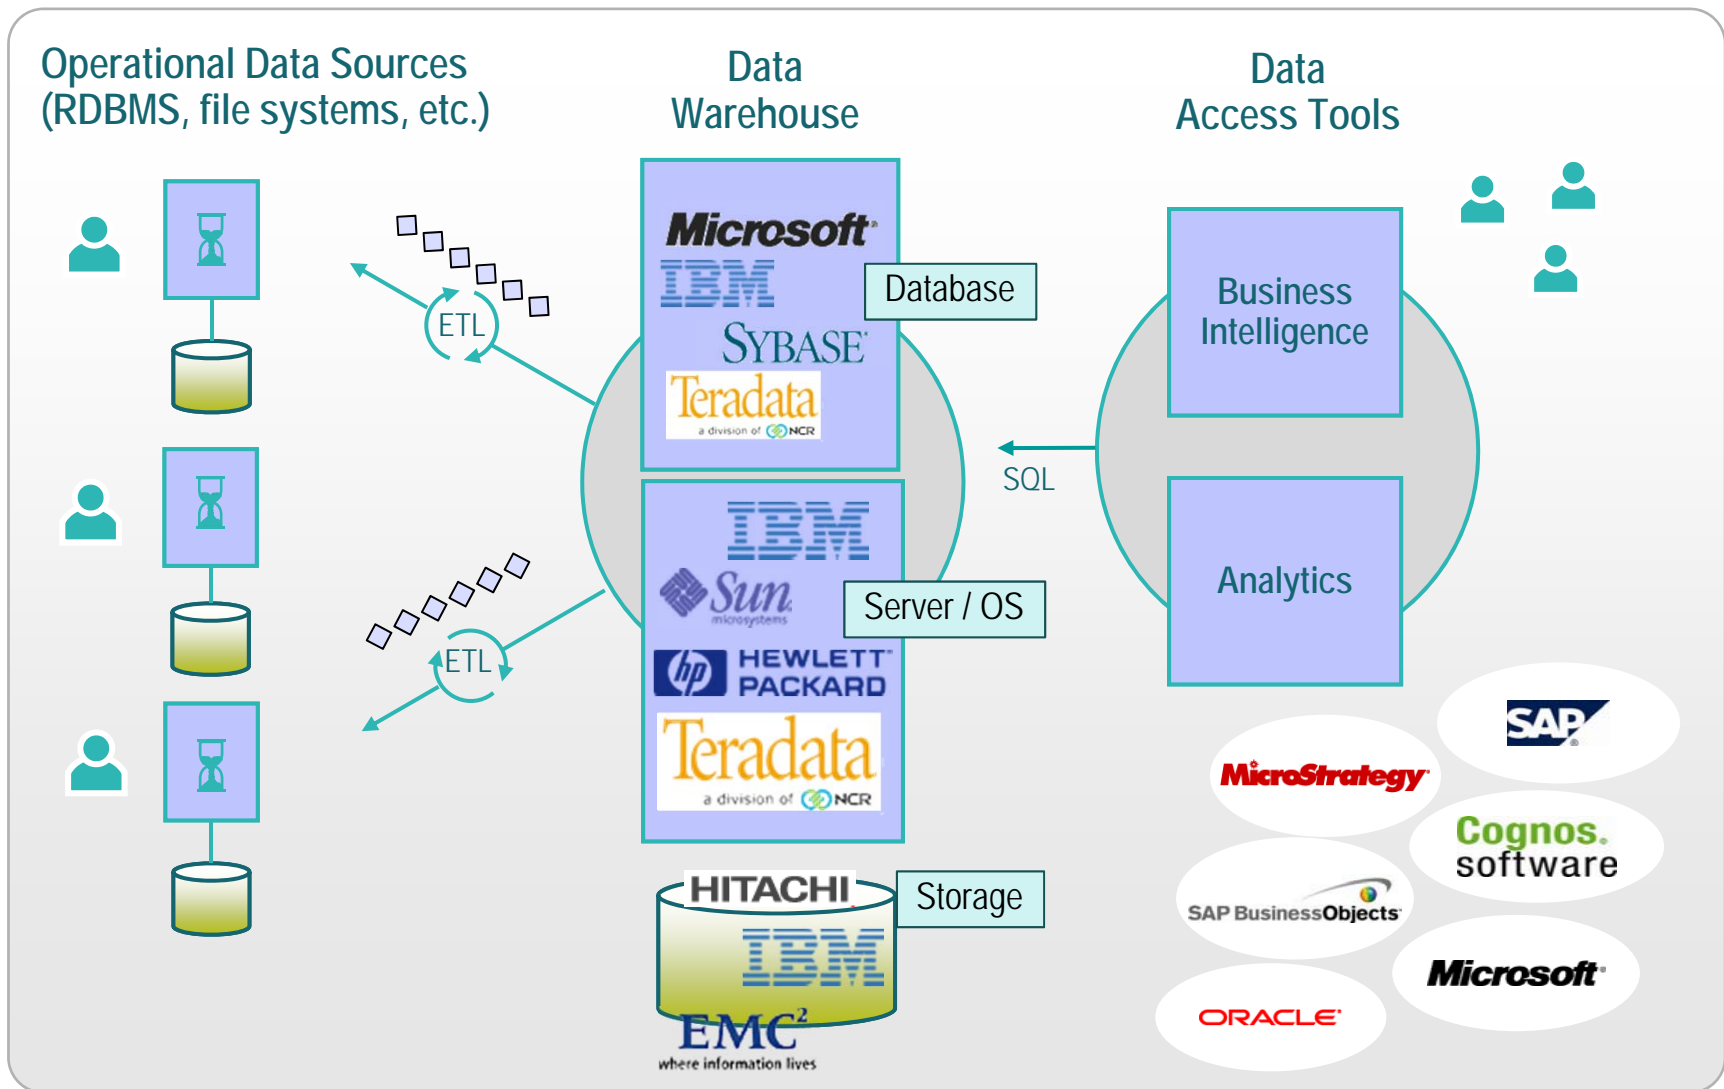 Operational Data Sources
(RDBMS, file systems, etc.)
Data
Warehouse
Data
Access Tools
ETL
ETL
Microsoft®
IBM
Database
SYBASE®
Teradata
a division of NCR
IBM
Sun
microsystems
Server / OS
hp HEWLETT®
PACKARD
Teradata
a division of NCR
HITACHI
Storage
IBM
EMC²
where information lives
SQL
Business
Intelligence
Analytics
SAP®
MicroStrategy
Cognos.
software
SAP BusinessObjects
Microsoft®
ORACLE®